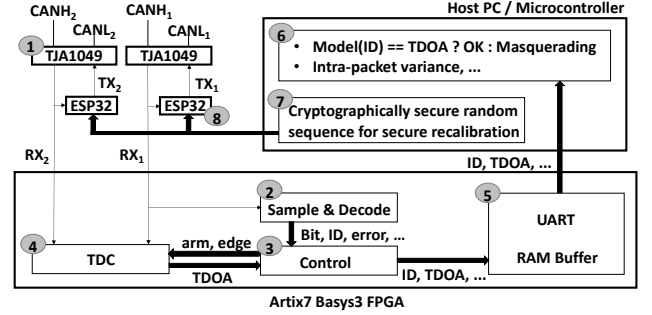 CANH2 CANH1
Host PC / Microcontroller
CANL2 CANL1
1 TJA1049 TJA1049
6
• Model(ID) == TDOA ? OK : Masquerading
• Intra-packet variance, ...
TX2 TX1
ESP32 ESP32 8
7 Cryptographically secure random
sequence for secure recalibration
RX2 RX1
ID, TDOA, ...
2 Sample & Decode
5 UART
RAM Buffer
Bit, ID, error, ...
4 TDC
arm, edge
TDOA
3 Control
ID, TDOA, ...
Artix7 Basys3 FPGA